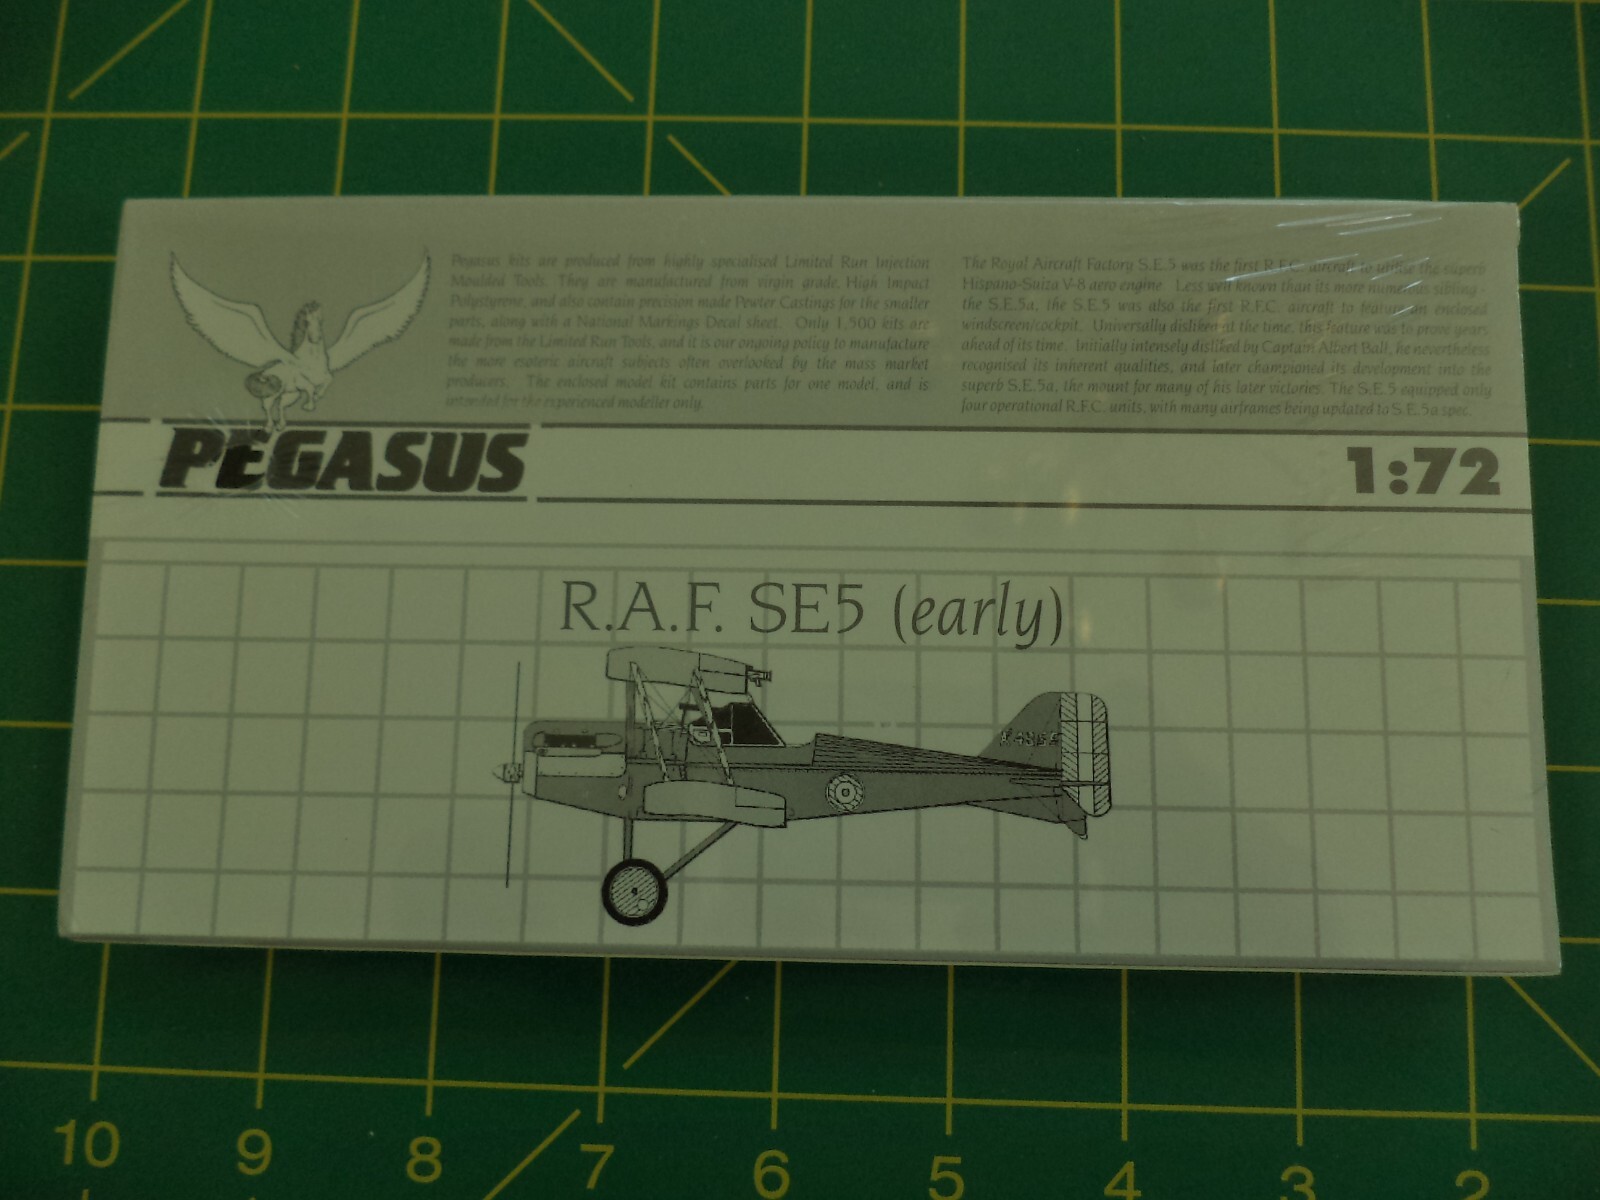 Pegasus kits are produced from highly specialised Limited Run Injection
Moulded Tools. They are manufactured from virgin grade High Impact
Polystyrene, and also contain precision made Pewter Castings for the smaller
parts, along with a National Markings Decal sheet. Only 1,500 kits are
made from the Limited Run Tools, and it is our ongoing policy to manufacture
the more esoteric aircraft subjects often overlooked by the mass market
producers. The enclosed model kit contains parts for one model, and is
intended for the experienced modeller only.
The Royal Aircraft Factory S.E.5 was the first R.F.C. aircraft to utilise the superb
Hispano-Suiza V-8 aero engine. Less well known than its more numerous sibling -
the S.E.5a, the S.E.5 was also the first R.F.C. aircraft to feature an enclosed
windscreen/cockpit. Universally disliked at the time, this feature was to prove years
ahead of its time. Initially intensely disliked by Captain Albert Ball, he nevertheless
recognised its inherent qualities, and later championed its development into the
superb S.E.5a, the mount for many of his later victories. The S.E.5 equipped only
four operational R.F.C. units, with many airframes being updated to S.E.5a spec.
PEGASUS
1:72
R.A.F. SE5 (early)
10 9 8 7 6 5 4 3 2